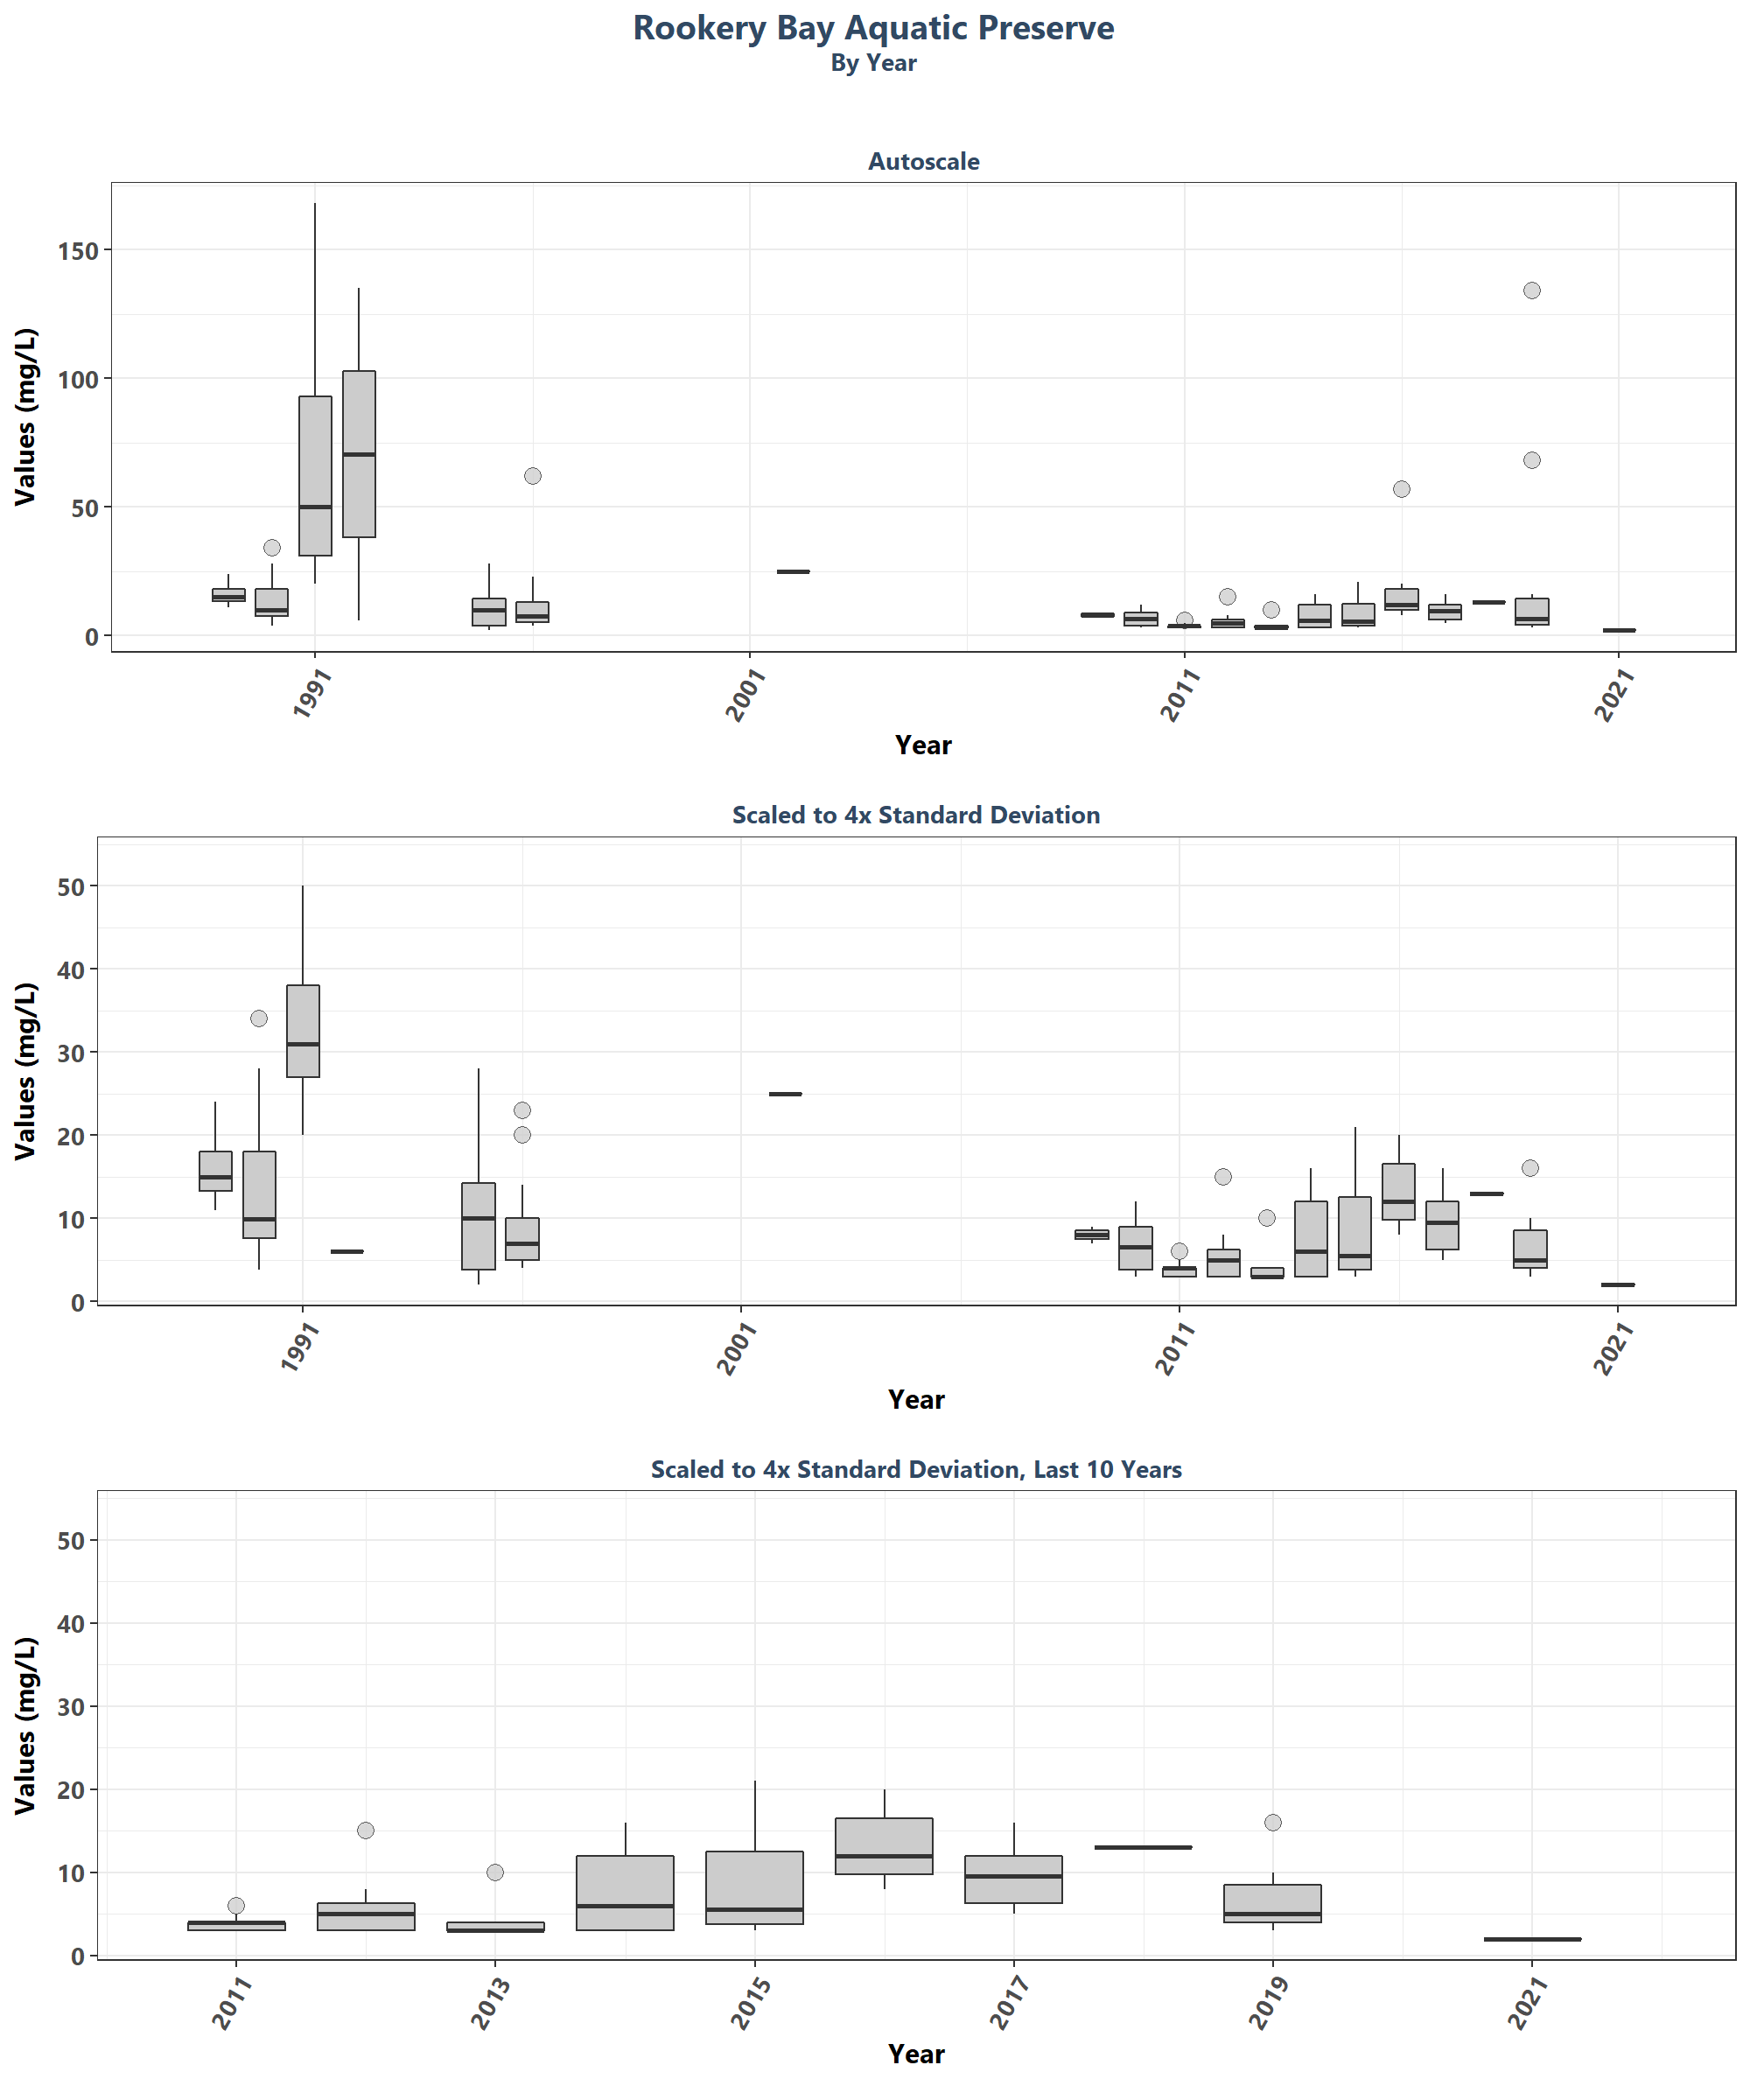 Rookery Bay Aquatic Preserve
By Year
Autoscale
Values (mg/L)
150
100
50
0
1991
2001
2011
2021
Year
Scaled to 4x Standard Deviation
Values (mg/L)
50
40
30
20
10
0
1991
2001
2011
2021
Year
Scaled to 4x Standard Deviation, Last 10 Years
Values (mg/L)
50
40
30
20
10
0
2011
2013
2015
2017
2019
2021
Year